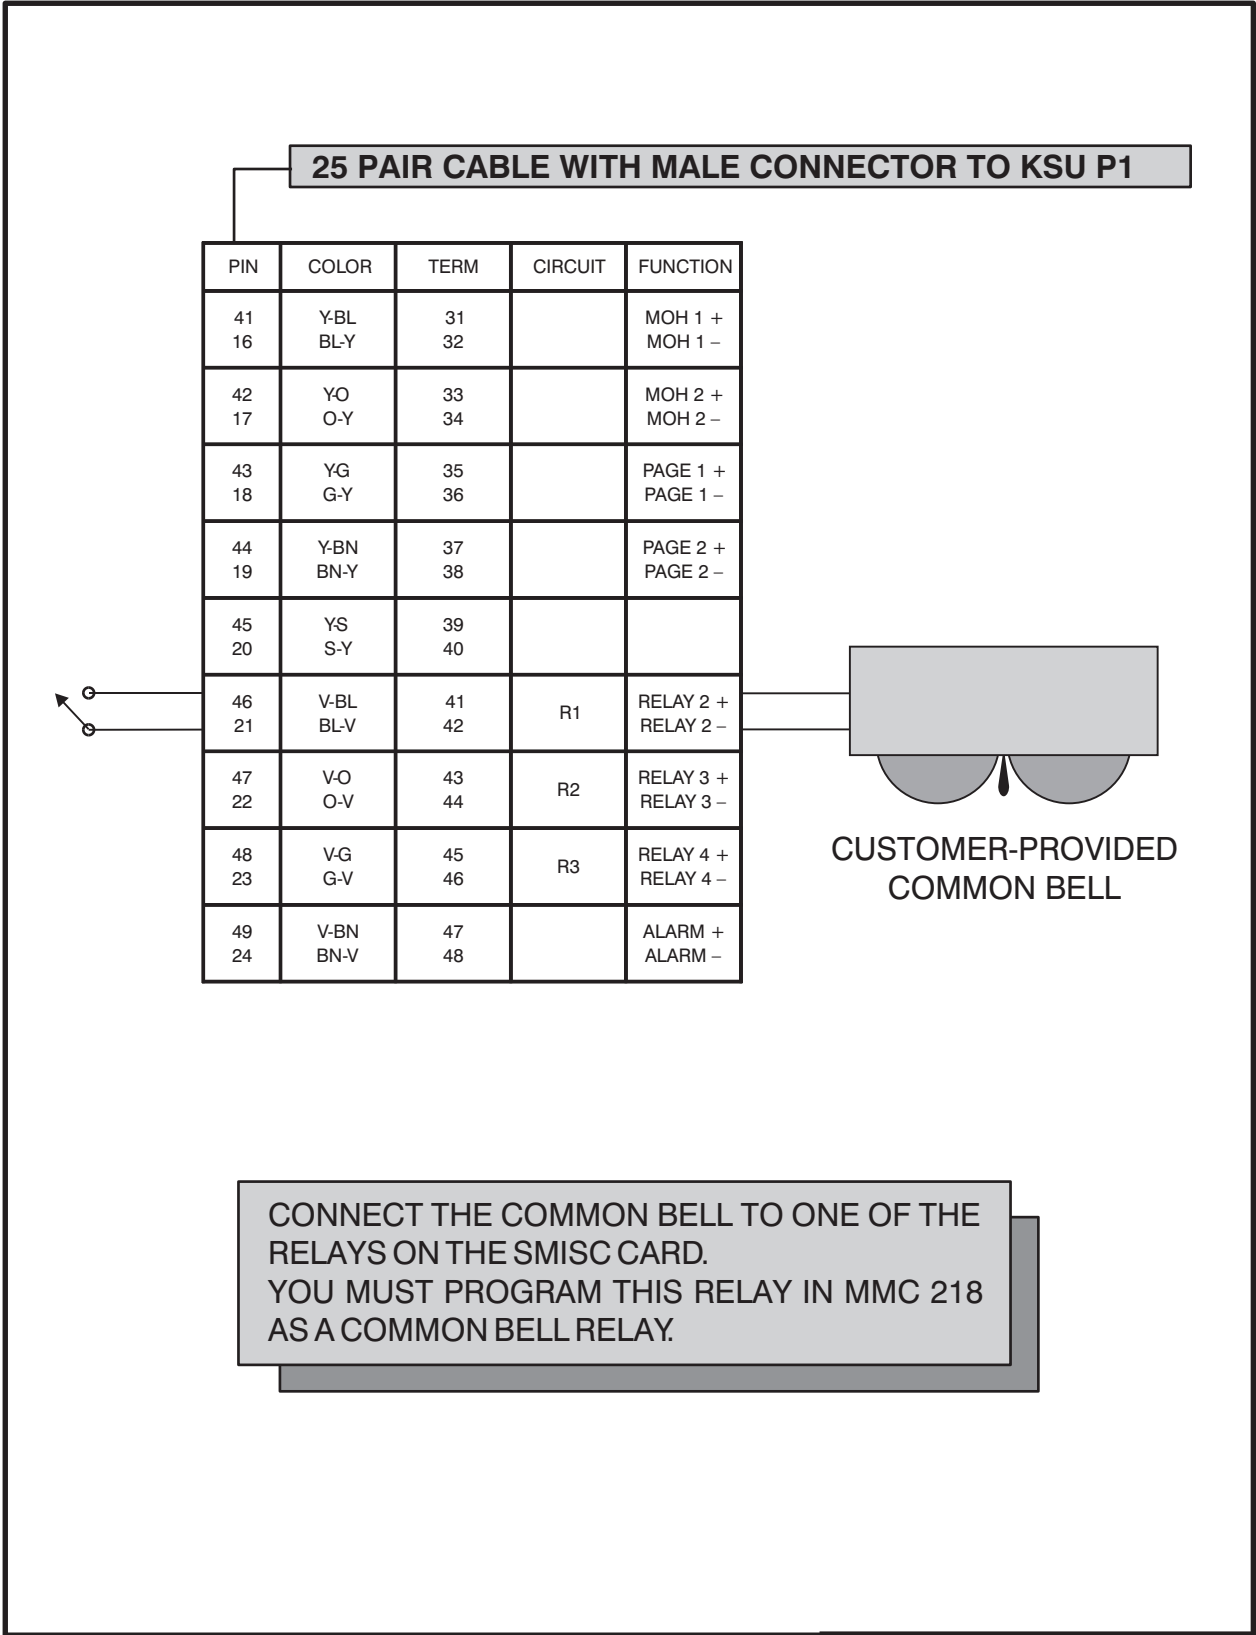 25 PAIR CABLE WITH MALE CONNECTOR TO KSU P1
PIN COLOR TERM CIRCUIT FUNCTION
41 Y-BL 31 MOH 1 +
16 BL-Y 32 MOH 1 –
42 Y-O 33 MOH 2 +
17 O-Y 34 MOH 2 –
43 Y-G 35 PAGE 1 +
18 G-Y 36 PAGE 1 –
44 Y-BN 37 PAGE 2 +
19 BN-Y 38 PAGE 2 –
45 Y-S 39
20 S-Y 40
46 V-BL 41 RELAY 2 +
R1
21 BL-V 42 RELAY 2 –
47 V-O 43 RELAY 3 +
R2
22 O-V 44 RELAY 3 –
48 V-G 45 RELAY 4 +
R3
23 G-V 46 RELAY 4 –
49 V-BN 47 ALARM +
24 BN-V 48 ALARM –
CUSTOMER-PROVIDED
COMMON BELL
CONNECT THE COMMON BELL TO ONE OF THE
RELAYS ON THE SMISC CARD.
YOU MUST PROGRAM THIS RELAY IN MMC 218
AS A COMMON BELL RELAY.